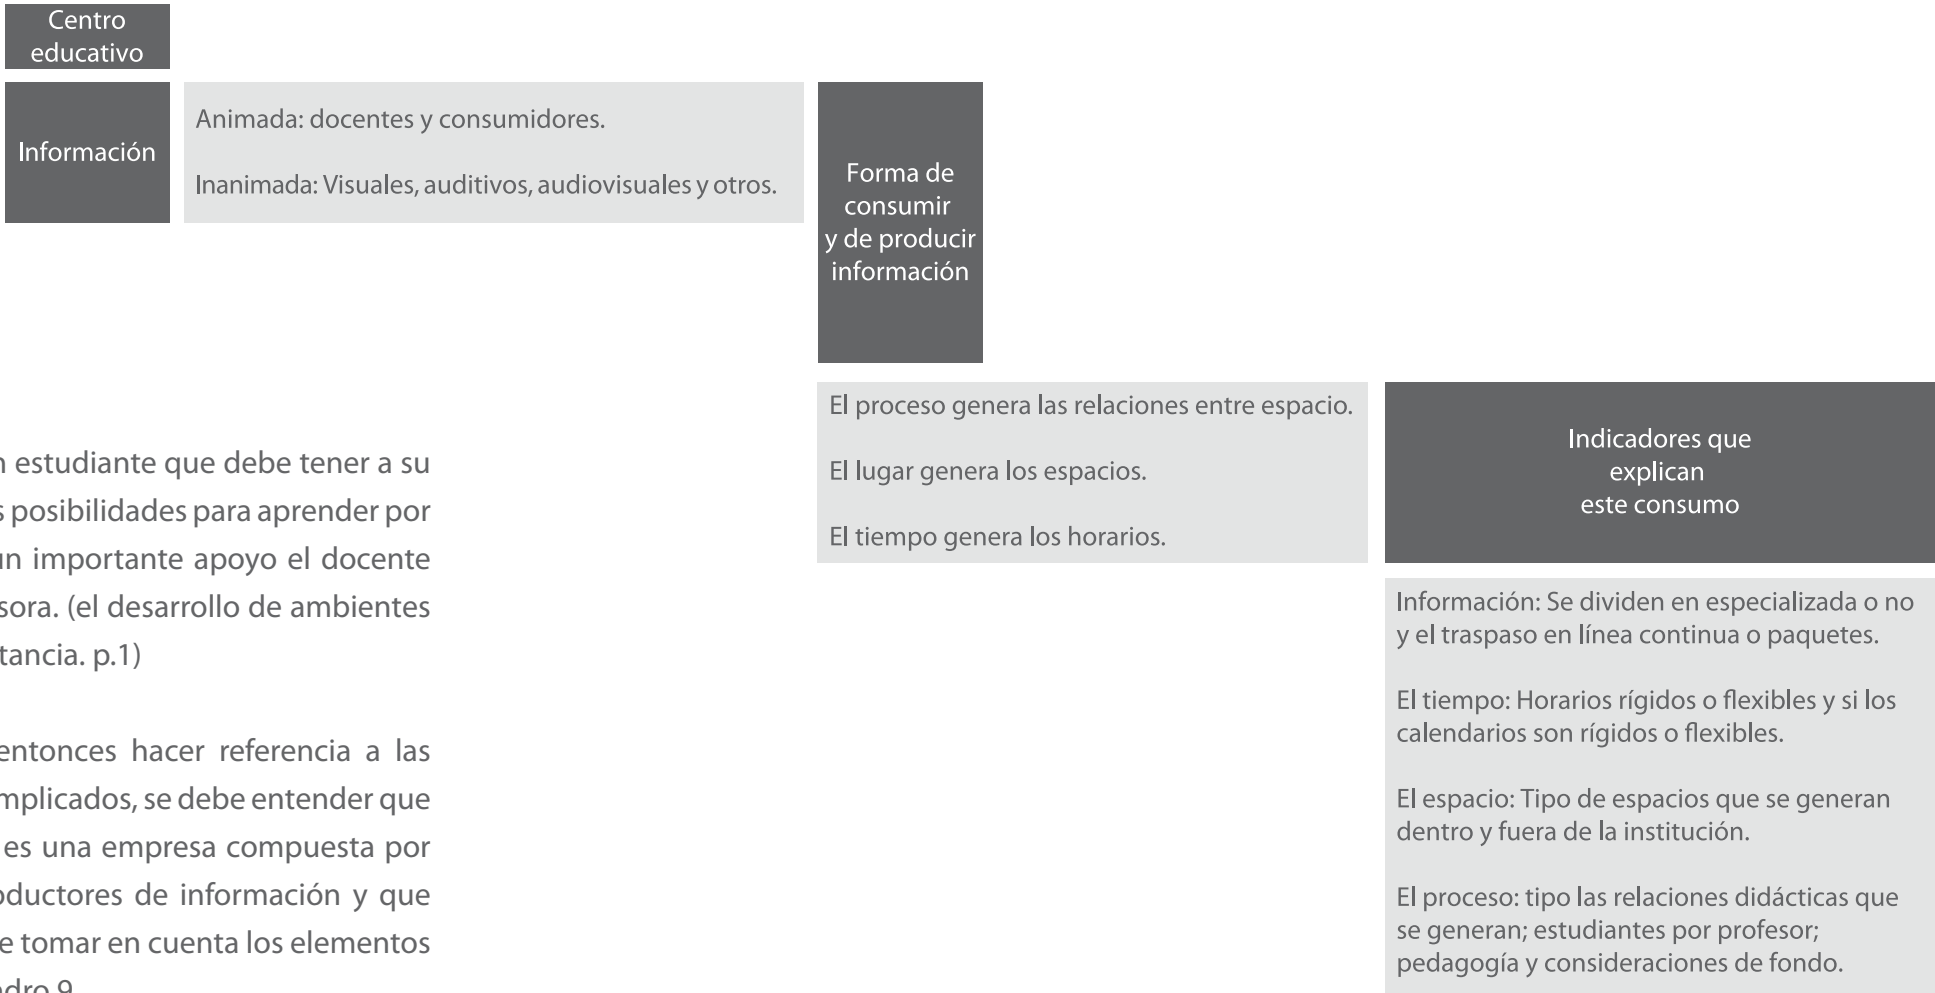 Centro
educativo
Información
Animada: docentes y consumidores.
Inanimada: Visuales, auditivos, audiovisuales y otros.
Forma de
consumir
y de producir
información
El proceso genera las relaciones entre espacio.
El lugar genera los espacios.
El tiempo genera los horarios.
Indicadores que
explican
este consumo
Información: Se dividen en especializada o no
y el traspaso en línea continua o paquetes.
El tiempo: Horarios rígidos o flexibles y si los
calendarios son rígidos o flexibles.
El espacio: Tipo de espacios que se generan
dentro y fuera de la institución.
El proceso: tipo las relaciones didácticas que
se generan; estudiantes por profesor;
pedagogía y consideraciones de fondo.
estudiante que debe tener a su
posibilidades para aprender por
importante apoyo el docente
sora. (el desarrollo de ambientes
tancia. p.1)
entonces hacer referencia a las
mplicados, se debe entender que
es una empresa compuesta por
oductores de información y que
e tomar en cuenta los elementos
adro 9